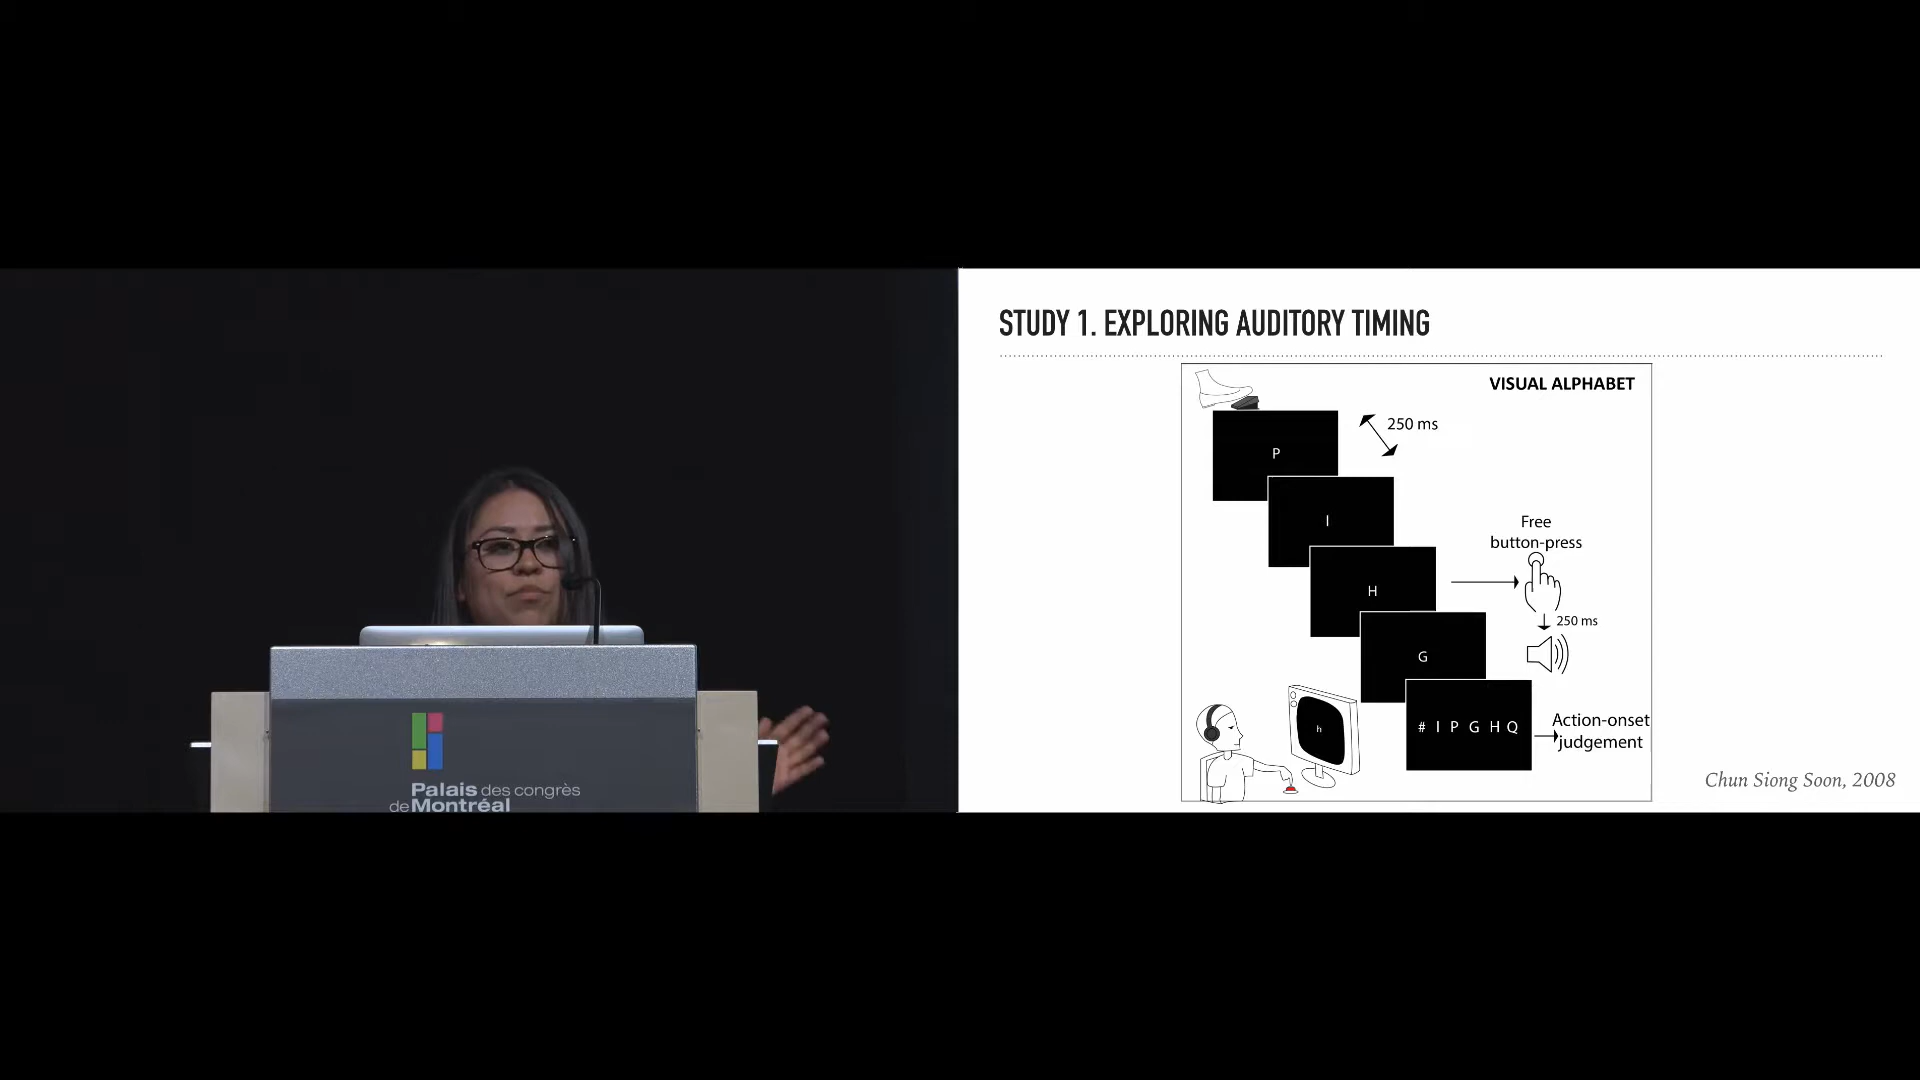 Palais des congrès
de Montréal
STUDY 1. EXPLORING AUDITORY TIMING
VISUAL ALPHABET
250 ms
P
I
H
G
Free
button-press
250 ms
h
# I P G H Q
Action-onset
judgement
Chun Siong Soon, 2008